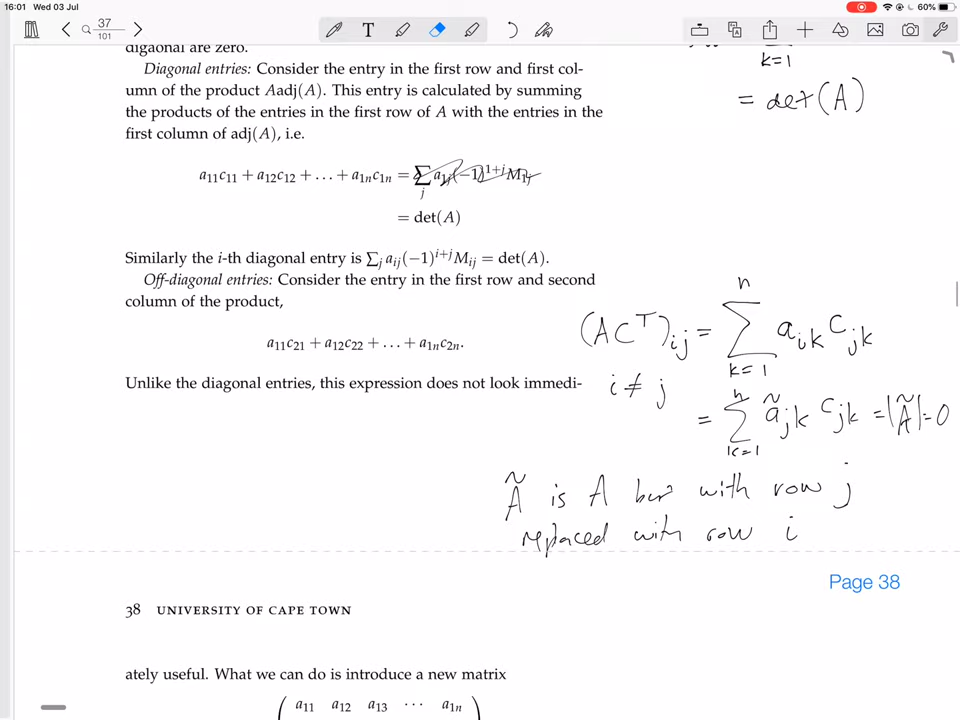 16:01 Wed 03 Jul
60%
37
101
digaonal are zero.
Diagonal entries: Consider the entry in the first row and first col-
umn of the product Aadj(A). This entry is calculated by summing
the products of the entries in the first row of A with the entries in
the first column of adj(A), i.e.
a₁₁c₁₁ + a₁₂c₁₂ + … + a₁ₙc₁ₙ = ∑ⱼ a₁ⱼ(−1)¹⁺ʲM₁ⱼ
= det(A)
Similarly the i-th diagonal entry is ∑ⱼ aᵢⱼ(−1)ⁱ⁺ʲMᵢⱼ = det(A).
Off-diagonal entries: Consider the entry in the first row and second
column of the product,
a₁₁c₂₁ + a₁₂c₂₂ + … + a₁ₙc₂ₙ.
Unlike the diagonal entries, this expression does not look immedi-
k=1
= det(A)
(ACᵀ)ᵢⱼ = ∑ₖ₌₁ⁿ aᵢₖ Cⱼₖ
i ≠ j
= ∑ₖ₌₁ⁿ ãⱼₖ Cⱼₖ = |Ã| = 0
Ã is A but with row j
replaced with row i
Page 38
38 UNIVERSITY OF CAPE TOWN
ately useful. What we can do is introduce a new matrix
a₁₁ a₁₂ a₁₃ ⋯ a₁ₙ